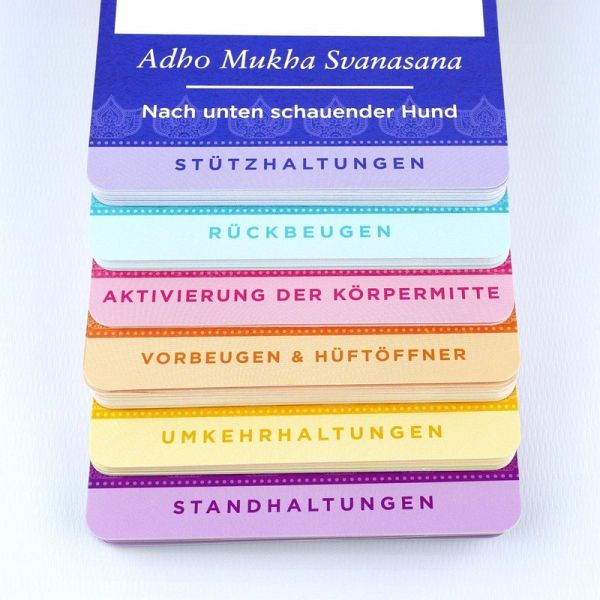 Adho Mukha Svanasana
Nach unten schauender Hund
STÜTZHALTUNGEN
RÜCKBEUGEN
AKTIVIERUNG DER KÖRPERMITTE
VORBEUGEN & HÜFTÖFFNER
UMKEHRHALTUNGEN
STANDHALTUNGEN